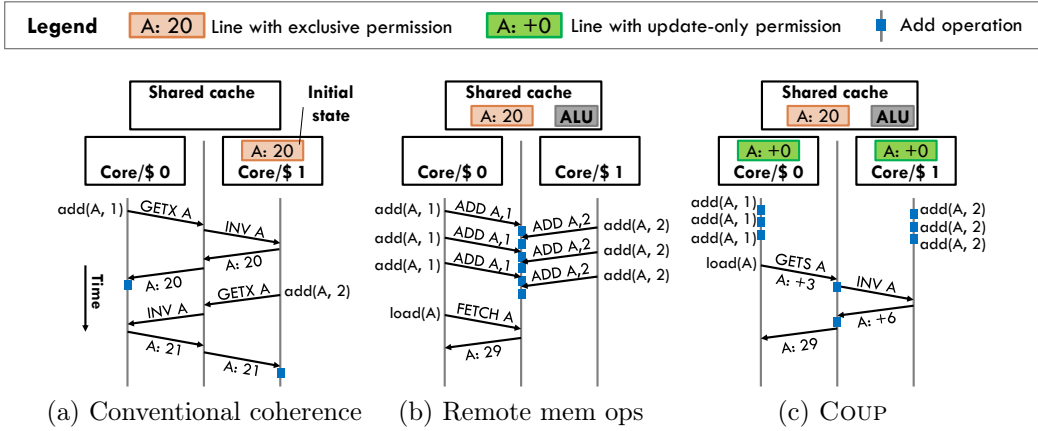 Legend
A: 20 Line with exclusive permission
A: +0 Line with update-only permission
Add operation
Shared cache
Initial state
A: 20
Core/$ 0
Core/$ 1
add(A, 1)
GETX A
INV A
A: 20
A: 20
GETX A
add(A, 2)
INV A
A: 21
A: 21
Time
(a) Conventional coherence
Shared cache
A: 20
ALU
Core/$ 0
Core/$ 1
add(A, 1)
ADD A,1
ADD A,2
add(A, 2)
add(A, 1)
ADD A,1
ADD A,2
add(A, 2)
add(A, 1)
ADD A,1
ADD A,2
add(A, 2)
load(A)
FETCH A
A: 29
(b) Remote mem ops
Shared cache
A: 20
ALU
A: +0
Core/$ 0
A: +0
Core/$ 1
add(A, 1)
add(A, 1)
add(A, 1)
add(A, 2)
add(A, 2)
add(A, 2)
load(A)
GETS A
A: +3
INV A
A: +6
A: 29
(c) COUP